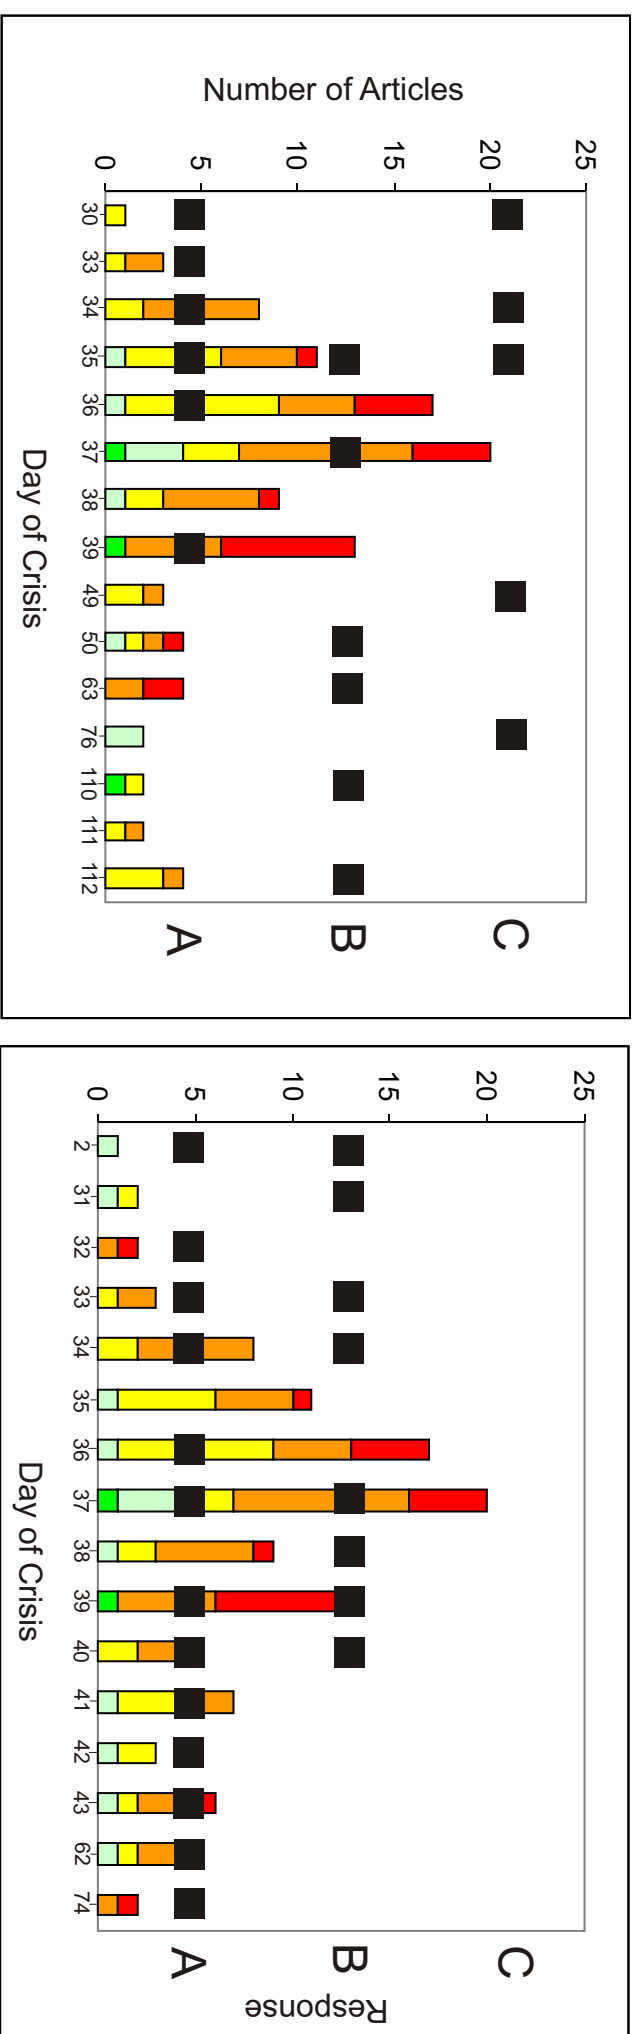 Number of Articles
25
20
15
10
5
0
30 33 34 35 36 37 38 39 49 50 63 76 110 111 112
Day of Crisis
C
B
A
25
20
15
10
5
0
2 31 32 33 34 35 36 37 38 39 40 41 42 43 62 74
Day of Crisis
C
B
A
Response